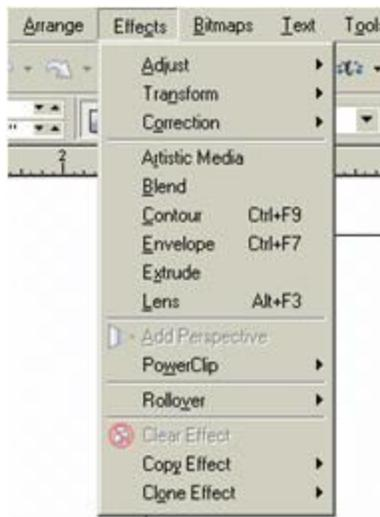 Arrange Effects Bitmaps Text Tools
Adjust
Transform
Correction
2
Artistic Media
Blend
Contour Ctrl+F9
Envelope Ctrl+F7
Extrude
Lens Alt+F3
Add Perspective
PowerClip
Rollover
Clear Effect
Copy Effect
Clone Effect